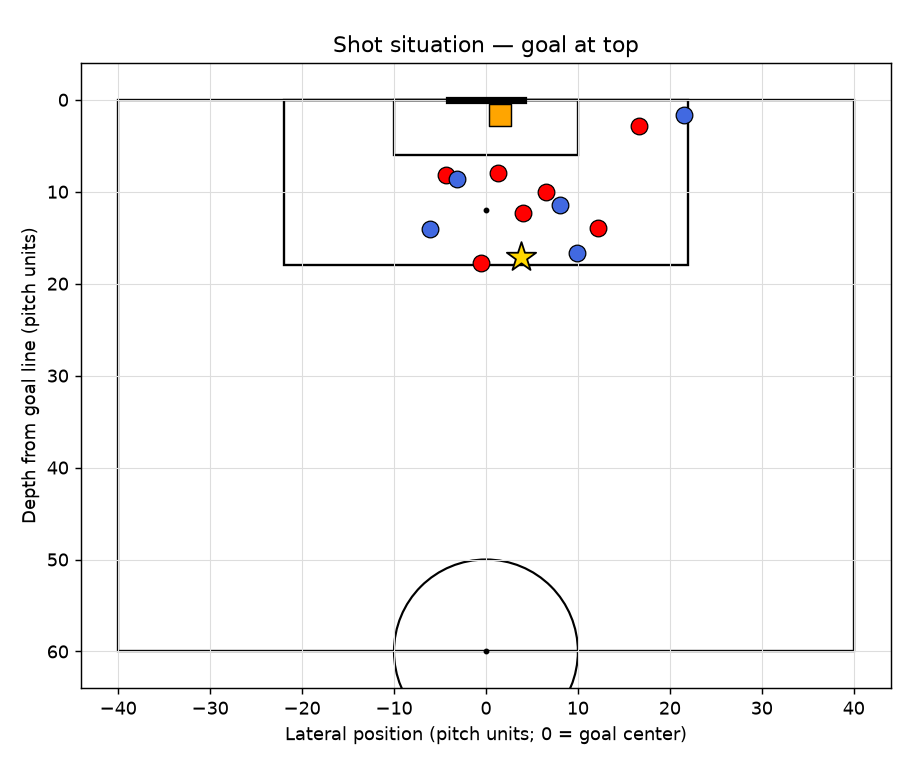 Shot situation — goal at top
0
10
20
30
40
50
60
Depth from goal line (pitch units)
−40 −30 −20 −10 0 10 20 30 40
Lateral position (pitch units; 0 = goal center)